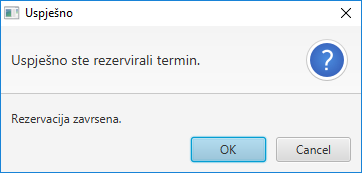 Uspješno
Uspješno ste rezervirali termin.
?
Rezervacija zavrsena.
OK
Cancel